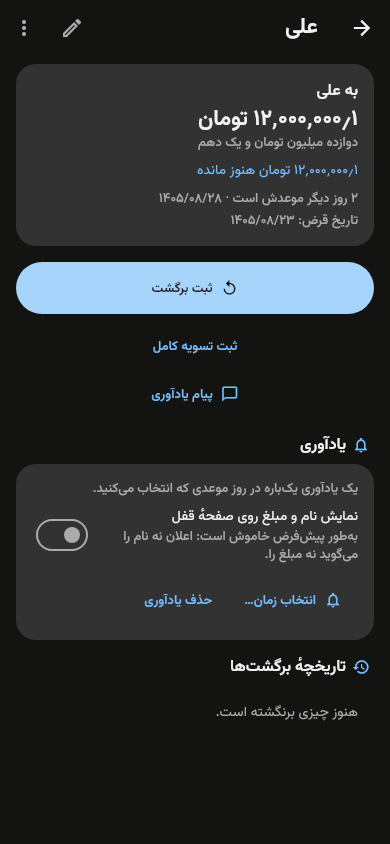 علی
به علی
۱۲,۰۰۰,۰۰۰٫۱ تومان
دوازده میلیون تومان و یک دهم
۱۲,۰۰۰,۰۰۰٫۱ تومان هنوز مانده
۲ روز دیگر موعدش است · ۱۴۰۵/۰۸/۲۸
تاریخ قرض: ۱۴۰۵/۰۸/۲۳
ثبت برگشت
ثبت تسویه کامل
پیام یادآوری
یادآوری
یک یادآوری یک‌باره در روز موعدی که انتخاب می‌کنید.
نمایش نام و مبلغ روی صفحهٔ قفل
به‌طور پیش‌فرض خاموش است: اعلان نه نام را
می‌گوید نه مبلغ را.
انتخاب زمان…
حذف یادآوری
تاریخچهٔ برگشت‌ها
هنوز چیزی برنگشته است.